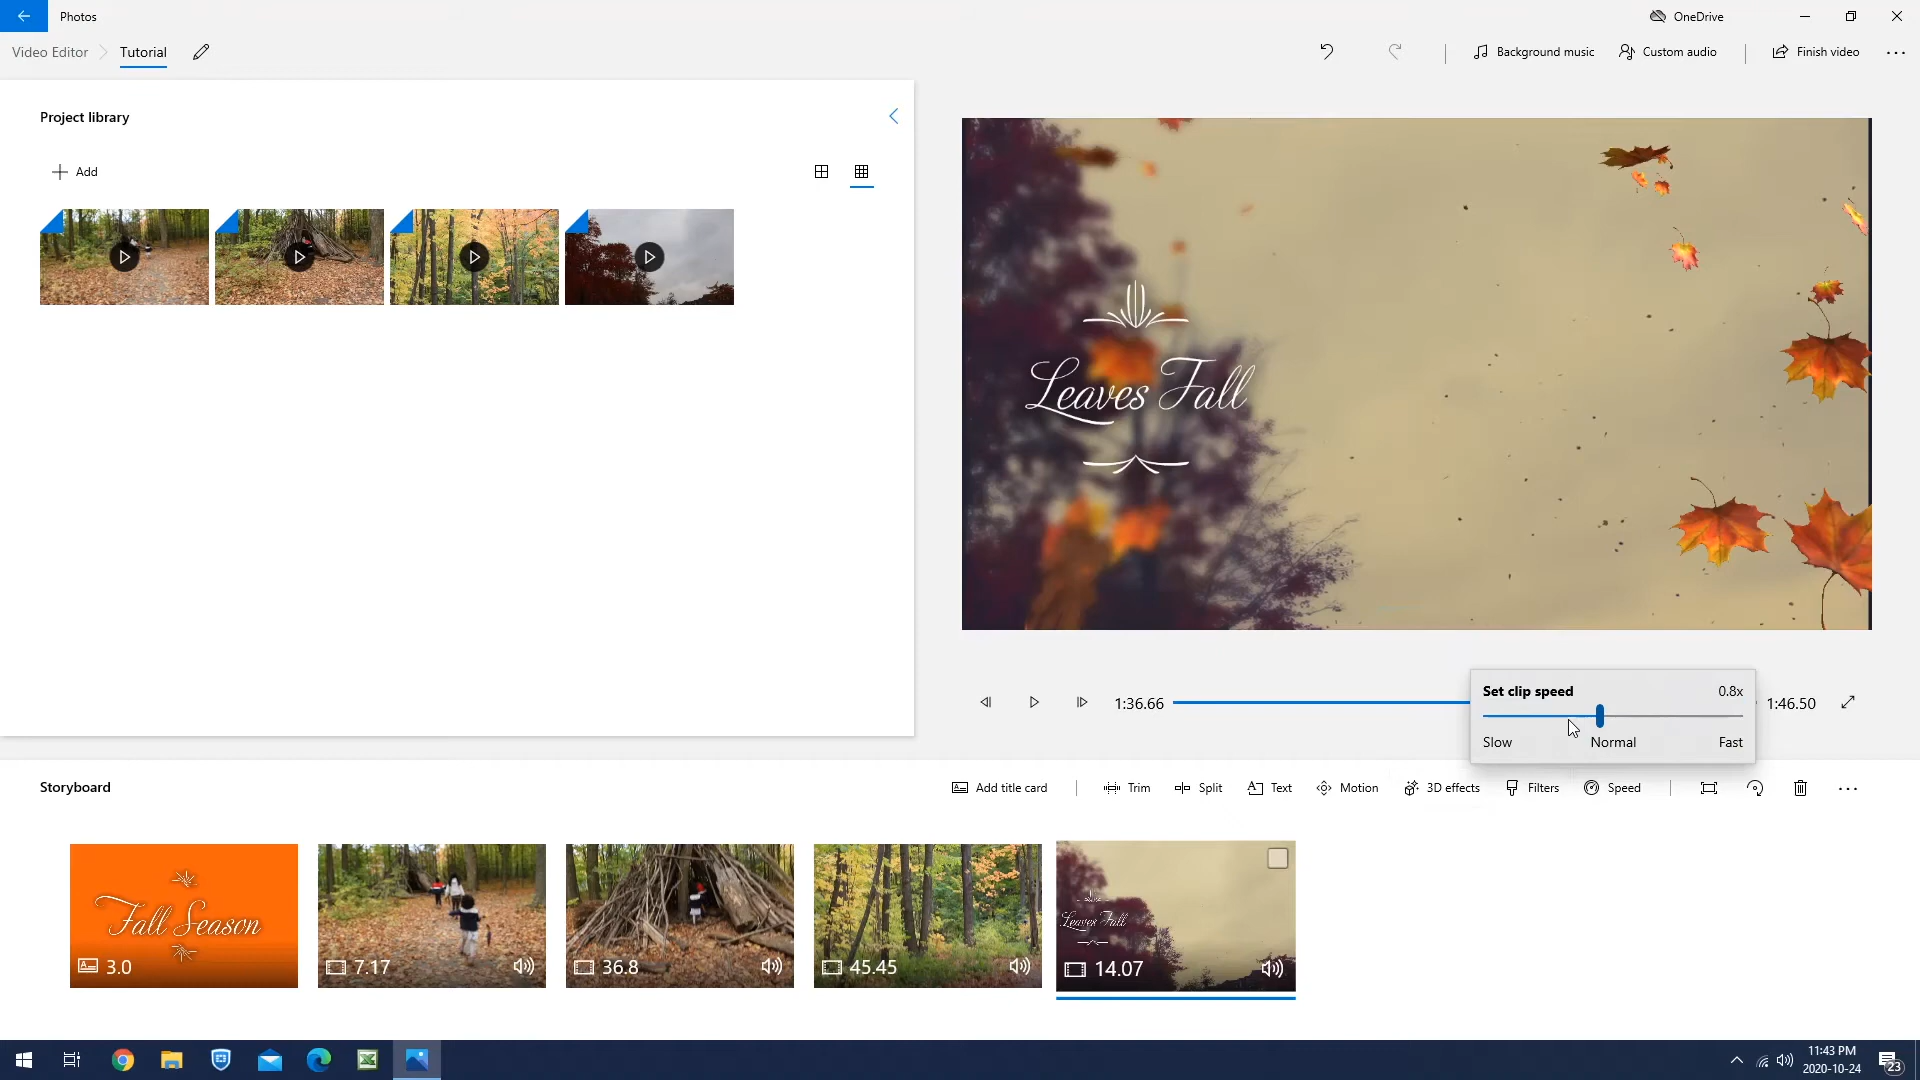 Photos
OneDrive
Video Editor
Tutorial
Background music
Custom audio
Finish video
Project library
Add
Leaves Fall
1:36.66
1:46.50
Set clip speed
0.8x
Slow
Normal
Fast
Storyboard
Add title card
Trim
Split
Text
Motion
3D effects
Filters
Speed
Fall Season
3.0
7.17
36.8
45.45
Leaves Fall
14.07
11:43 PM
2020-10-24
23